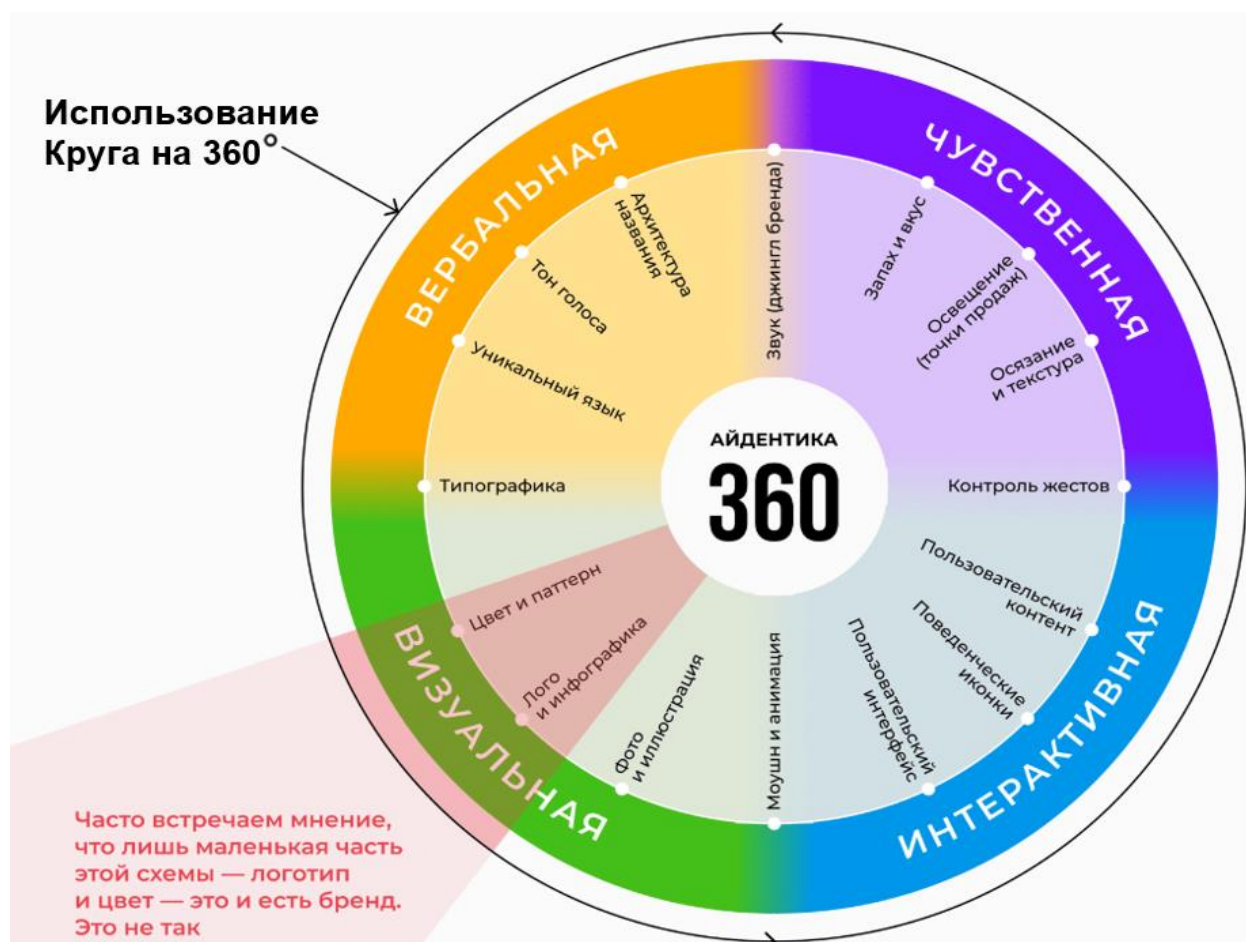 Использование
Круга на 360°
ВЕРБАЛЬНАЯ
ЧУВСТВЕННАЯ
Архитектура
названия
Тон голоса
Уникальный язык
Типографика
Звук (джингл бренда)
Запах и вкус
Освещение
(точки продаж)
Осязание
и текстура
Контроль жестов
АЙДЕНТИКА
360
Цвет и паттерн
Лого
и инфографика
Фото
и иллюстрация
Моушн и анимация
Пользовательский
интерфейс
Поведенческие
иконки
Пользовательский
контент
ВИЗУАЛЬНАЯ
ИНТЕРАКТИВНАЯ
Часто встречаем мнение,
что лишь маленькая часть
этой схемы — логотип
и цвет — это и есть бренд.
Это не так